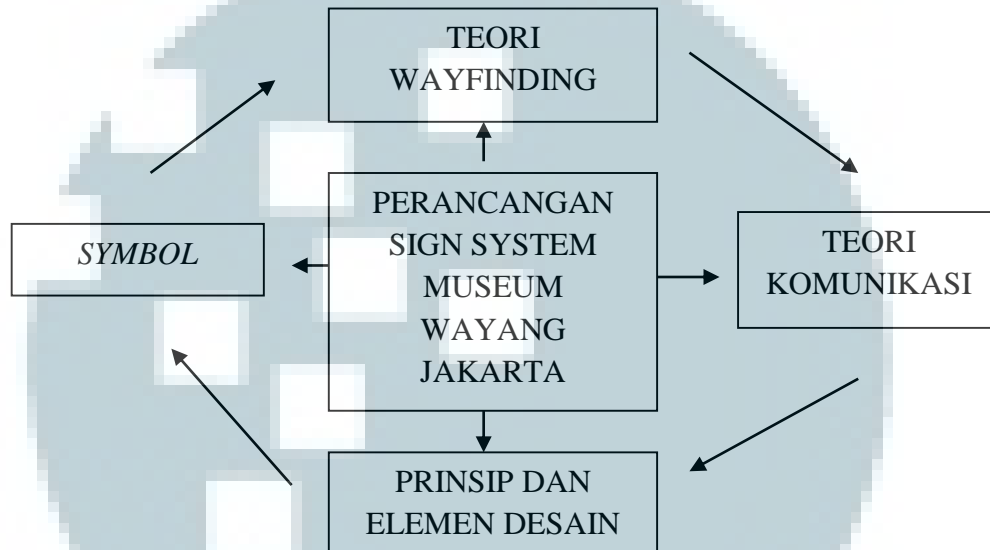 TEORI
WAYFINDING
PERANCANGAN
SIGN SYSTEM
MUSEUM
WAYANG
JAKARTA
SYMBOL
TEORI
KOMUNIKASI
PRINSIP DAN
ELEMEN DESAIN